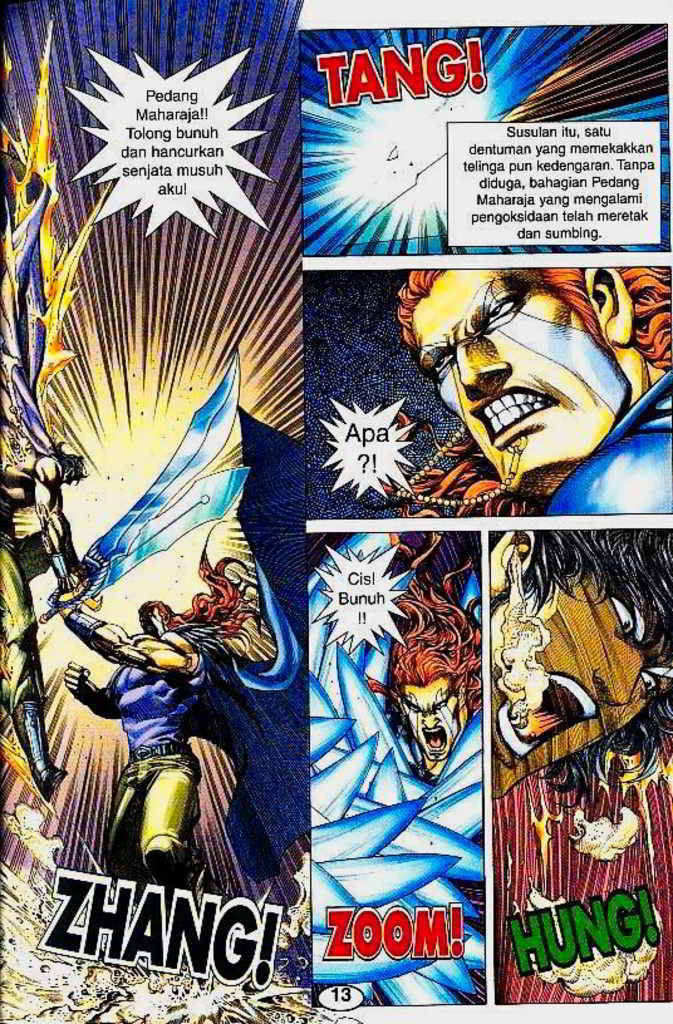 Pedang
Maharaja!!
Tolong bunuh
dan hancurkan
senjata musuh
aku!
ZHANG!
TANG!
Susulan itu, satu
dentuman yang memekakkan
telinga pun kedengaran. Tanpa
diduga, bahagian Pedang
Maharaja yang mengalami
pengoksidaan telah meretak
dan sumbing.
Apa
?!
Cis!
Bunuh
!!
ZOOM!
HUNG!
13